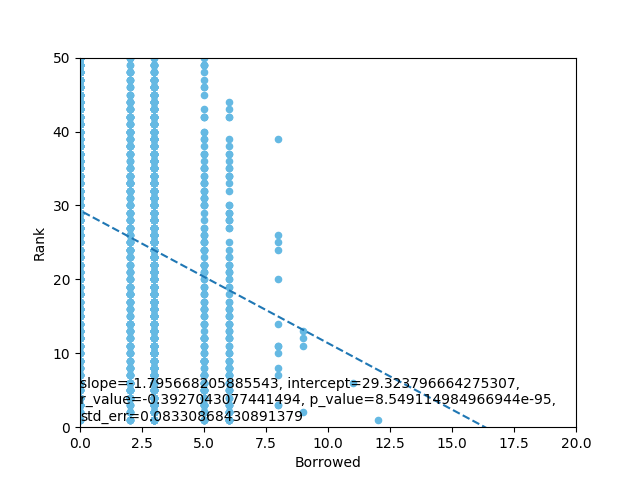 50
40
30
20
10
0
Rank
slope=-1.795668205885543, intercept=29.323796664275307,
r_value=-0.3927043077441494, p_value=8.549114984966944e-95,
std_err=0.08330868430891379
0.0 2.5 5.0 7.5 10.0 12.5 15.0 17.5 20.0
Borrowed